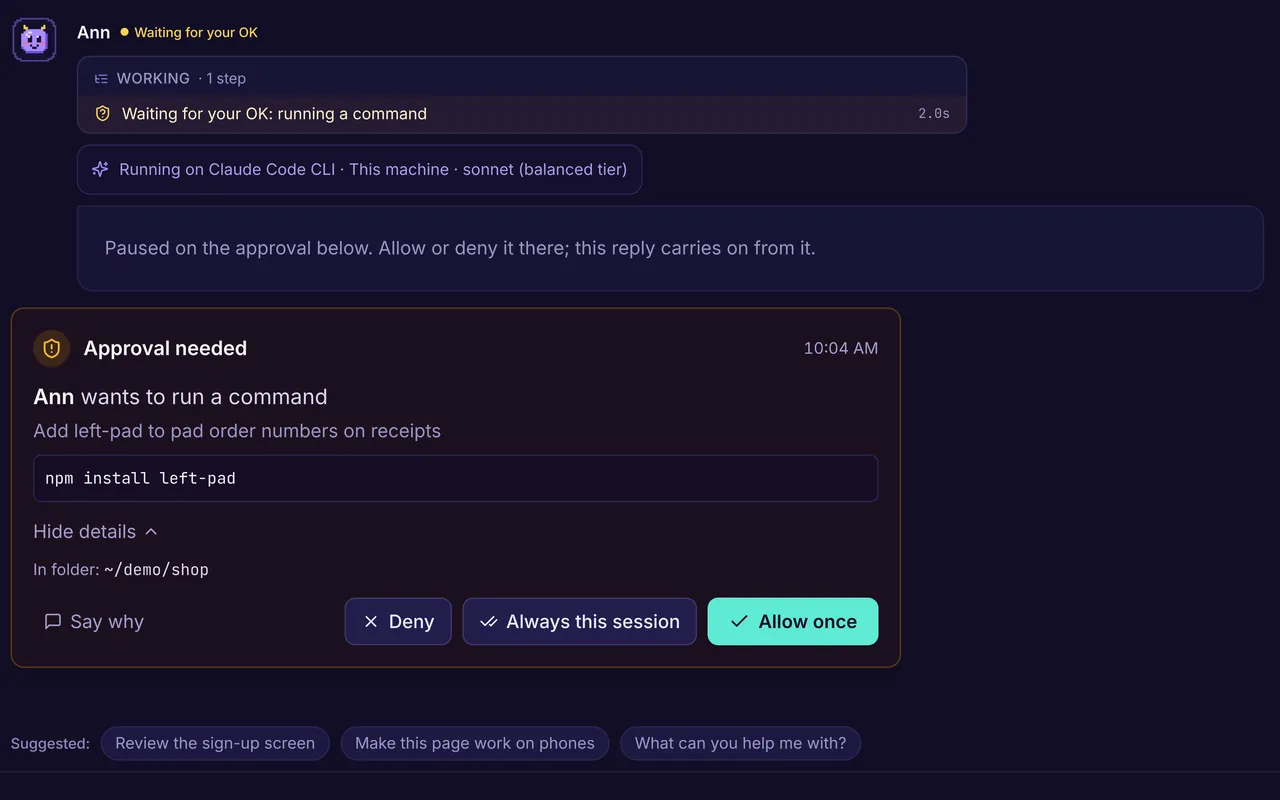 Ann Waiting for your OK
WORKING · 1 step
Waiting for your OK: running a command 2.0s
Running on Claude Code CLI · This machine · sonnet (balanced tier)
Paused on the approval below. Allow or deny it there; this reply carries on from it.
Approval needed 10:04 AM
Ann wants to run a command
Add left-pad to pad order numbers on receipts
npm install left-pad
Hide details
In folder: ~/demo/shop
Say why Deny Always this session Allow once
Suggested: Review the sign-up screen Make this page work on phones What can you help me with?